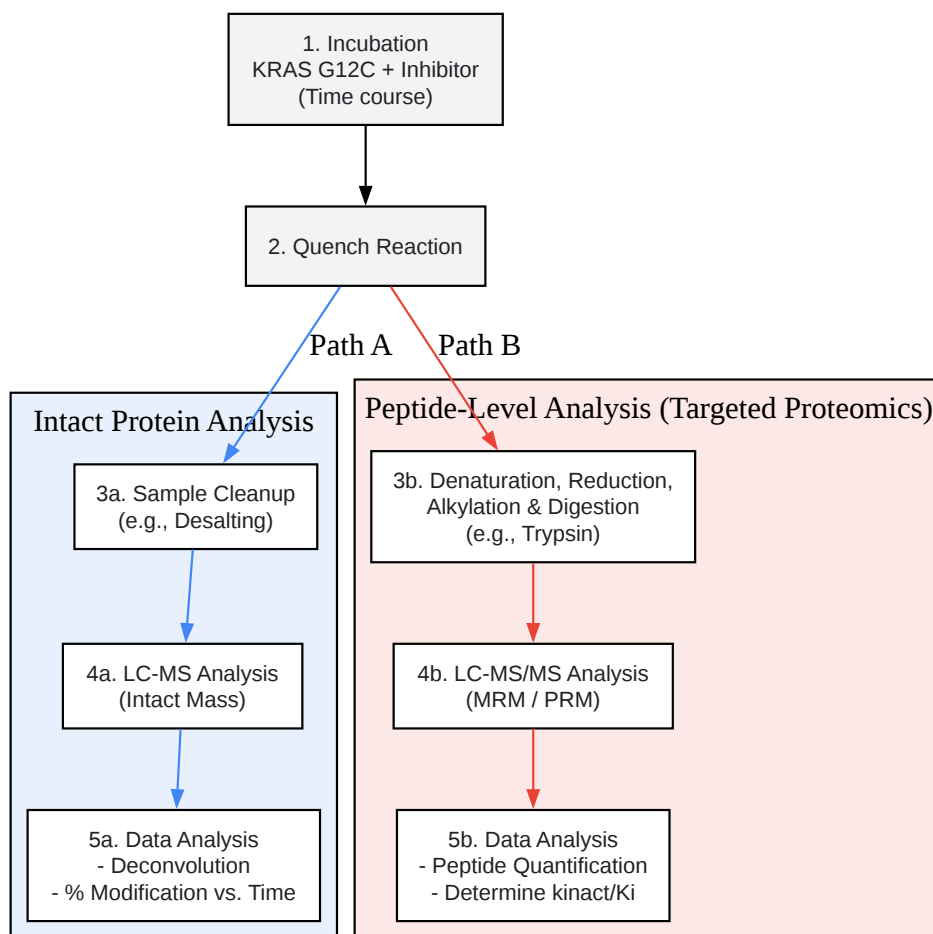 1. Incubation
KRAS G12C + Inhibitor
(Time course)
2. Quench Reaction
Path A
Path B
Intact Protein Analysis
3a. Sample Cleanup
(e.g., Desalting)
4a. LC-MS Analysis
(Intact Mass)
5a. Data Analysis
- Deconvolution
- % Modification vs. Time
Peptide-Level Analysis (Targeted Proteomics)
3b. Denaturation, Reduction,
Alkylation & Digestion
(e.g., Trypsin)
4b. LC-MS/MS Analysis
(MRM / PRM)
5b. Data Analysis
- Peptide Quantification
- Determine kinact/Ki